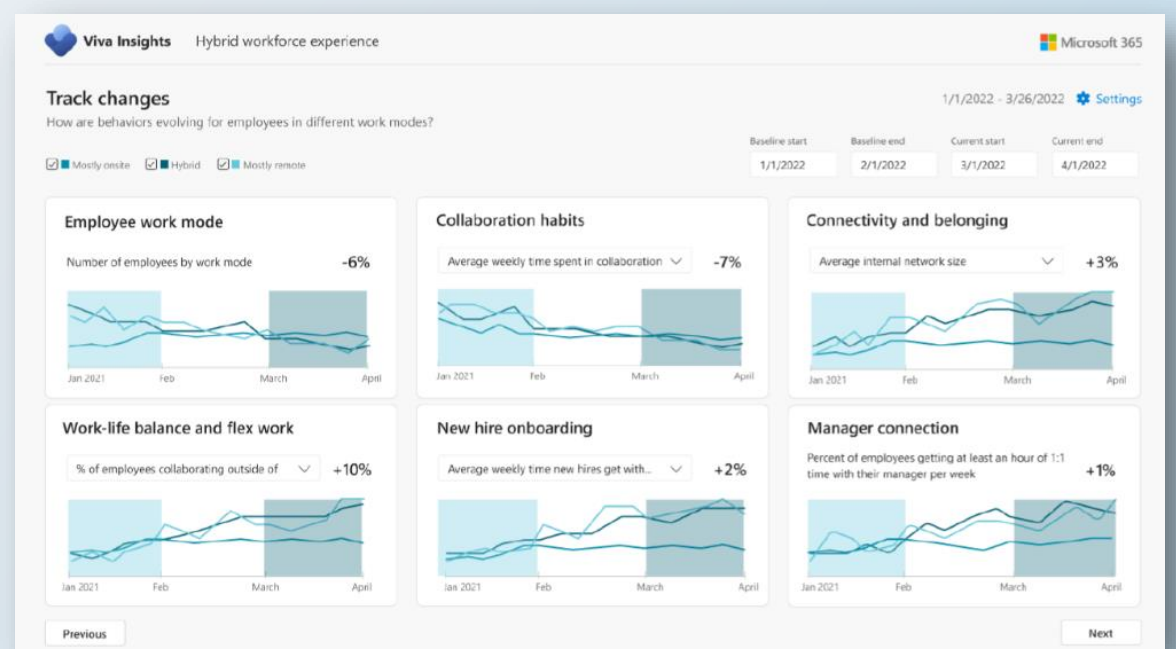 Viva Insights Hybrid workforce experience Microsoft 365
Track changes 1/1/2022 - 3/26/2022 Settings
How are behaviors evolving for employees in different work modes?
Baseline start Baseline end Current start Current end
Mostly onsite Hybrid Mostly remote 1/1/2022 2/1/2022 3/1/2022 4/1/2022
Employee work mode
Number of employees by work mode -6%
Jan 2021 Feb March April
Collaboration habits
Average weekly time spent in collaboration -7%
Jan 2021 Feb March April
Connectivity and belonging
Average internal network size +3%
Jan 2021 Feb March April
Work-life balance and flex work
% of employees collaborating outside of +10%
Jan 2021 Feb March April
New hire onboarding
Average weekly time new hires get with... +2%
Jan 2021 Feb March April
Manager connection
Percent of employees getting at least an hour of 1:1
time with their manager per week +1%
Jan 2021 Feb March April
Previous Next